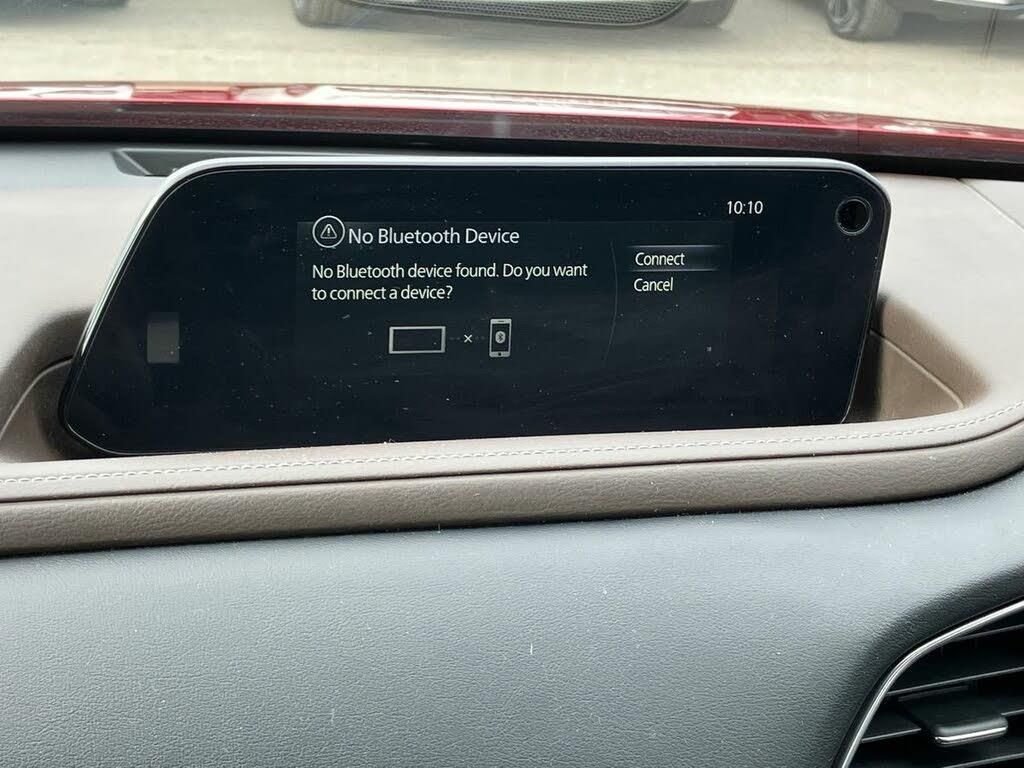 10:10
No Bluetooth Device
No Bluetooth device found. Do you want
to connect a device?
Connect
Cancel